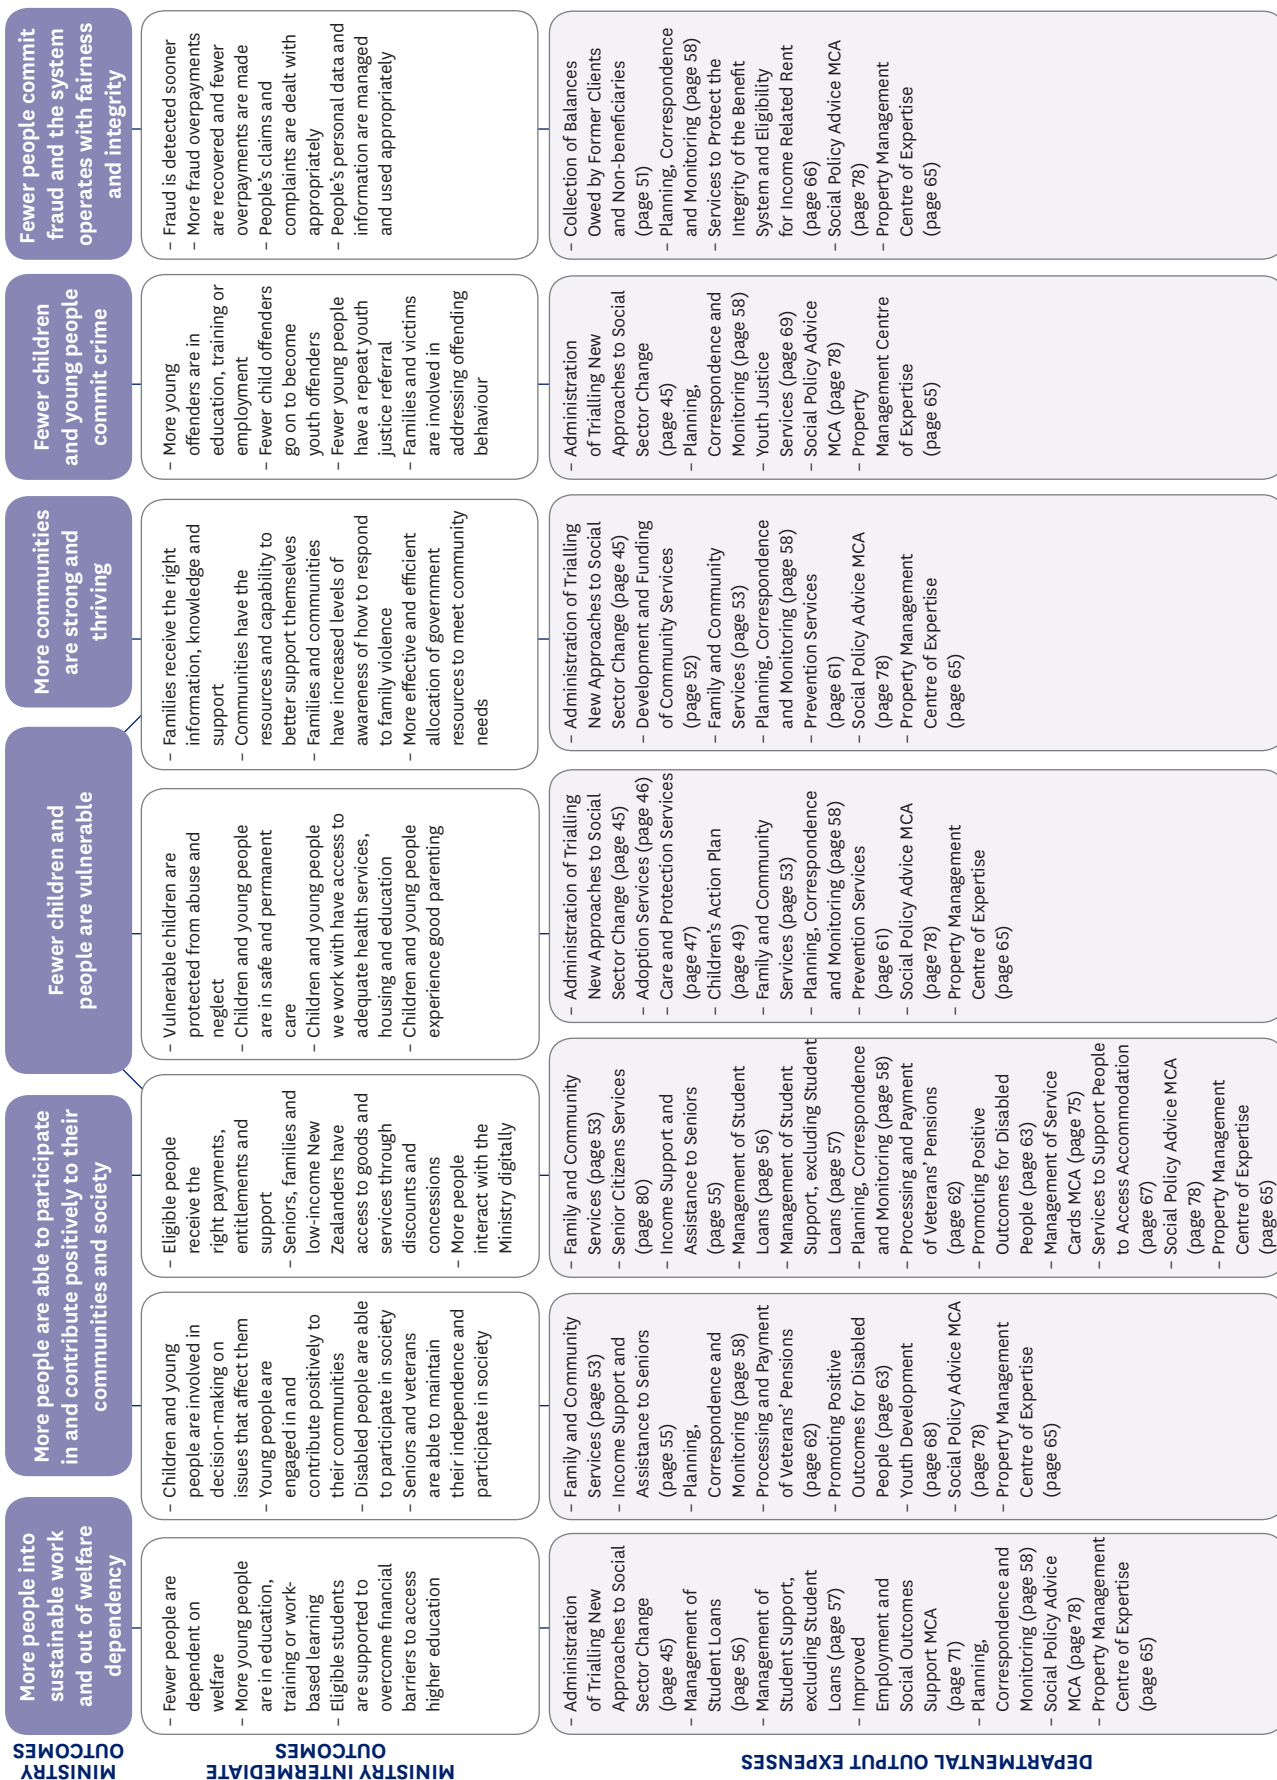 MINISTRY
OUTCOMES
More people into
sustainable work
and out of welfare
dependency
More people are able to participate
in and contribute positively to their
communities and society
Fewer children and
people are vulnerable
More communities
are strong and
thriving
Fewer children
and young people
commit crime
Fewer people commit
fraud and the system
operates with fairness
and integrity
MINISTRY INTERMEDIATE
OUTCOMES
– Fewer people are
dependent on
welfare
– More young people
are in education,
training or work-
based learning
– Eligible students
are supported to
overcome financial
barriers to access
higher education
– Children and young
people are involved in
decision-making on
issues that affect them
– Young people are
engaged in and
contribute positively to
their communities
– Disabled people are able
to participate in society
– Seniors and veterans
are able to maintain
their independence and
participate in society
– Eligible people
receive the
right payments,
entitlements and
support
– Seniors, families and
low-income New
Zealanders have
access to goods and
services through
discounts and
concessions
– More people
interact with the
Ministry digitally
– Vulnerable children are
protected from abuse and
neglect
– Children and young people
are in safe and permanent
care
– Children and young people
we work with have access to
adequate health services,
housing and education
– Children and young people
experience good parenting
– Families receive the right
information, knowledge and
support
– Communities have the
resources and capability to
better support themselves
– Families and communities
have increased levels of
awareness of how to respond
to family violence
– More effective and efficient
allocation of government
resources to meet community
needs
– More young
offenders are in
education, training or
employment
– Fewer child offenders
go on to become
youth offenders
– Fewer young people
have a repeat youth
justice referral
– Families and victims
are involved in
addressing offending
behaviour
– Fraud is detected sooner
– More fraud overpayments
are recovered and fewer
overpayments are made
– People’s claims and
complaints are dealt with
appropriately
– People’s personal data and
information are managed
and used appropriately
DEPARTMENTAL OUTPUT EXPENSES
– Administration
of Trialling New
Approaches to Social
Sector Change
(page 45)
– Management of
Student Loans
(page 56)
– Management of
Student Support,
excluding Student
Loans (page 57)
– Improved
Employment and
Social Outcomes
Support MCA
(page 71)
– Planning,
Correspondence and
Monitoring (page 58)
– Social Policy Advice
MCA (page 78)
– Property Management
Centre of Expertise
(page 65)
– Family and Community
Services (page 53)
– Income Support and
Assistance to Seniors
(page 55)
– Planning,
Correspondence and
Monitoring (page 58)
– Processing and Payment
of Veterans’ Pensions
(page 62)
– Promoting Positive
Outcomes for Disabled
People (page 63)
– Youth Development
(page 68)
– Social Policy Advice MCA
(page 78)
– Property Management
Centre of Expertise
(page 65)
– Family and Community
Services (page 53)
– Senior Citizens Services
(page 80)
– Income Support and
Assistance to Seniors
(page 55)
– Management of Student
Loans (page 56)
– Management of Student
Support, excluding Student
Loans (page 57)
– Planning, Correspondence
and Monitoring (page 58)
– Processing and Payment
of Veterans’ Pensions
(page 62)
– Promoting Positive
Outcomes for Disabled
People (page 63)
– Management of Service
Cards MCA (page 75)
– Services to Support People
to Access Accommodation
(page 67)
– Social Policy Advice MCA
(page 78)
– Property Management
Centre of Expertise
(page 65)
– Administration of Trialling
New Approaches to Social
Sector Change (page 45)
– Adoption Services (page 46)
– Care and Protection Services
(page 47)
– Children’s Action Plan
(page 49)
– Family and Community
Services (page 53)
– Planning, Correspondence
and Monitoring (page 58)
– Prevention Services
(page 61)
– Social Policy Advice MCA
(page 78)
– Property Management
Centre of Expertise
(page 65)
– Administration of Trialling
New Approaches to Social
Sector Change (page 45)
– Development and Funding
of Community Services
(page 52)
– Family and Community
Services (page 53)
– Planning, Correspondence
and Monitoring (page 58)
– Prevention Services
(page 61)
– Social Policy Advice MCA
(page 78)
– Property Management
Centre of Expertise
(page 65)
– Administration
of Trialling New
Approaches to Social
Sector Change
(page 45)
– Planning,
Correspondence and
Monitoring (page 58)
– Youth Justice
Services (page 69)
– Social Policy Advice
MCA (page 78)
– Property
Management Centre
of Expertise
(page 65)
– Collection of Balances
Owed by Former Clients
and Non-beneficiaries
(page 51)
– Planning, Correspondence
and Monitoring (page 58)
– Services to Protect the
Integrity of the Benefit
System and Eligibility
for Income Related Rent
(page 66)
– Social Policy Advice MCA
(page 78)
– Property Management
Centre of Expertise
(page 65)